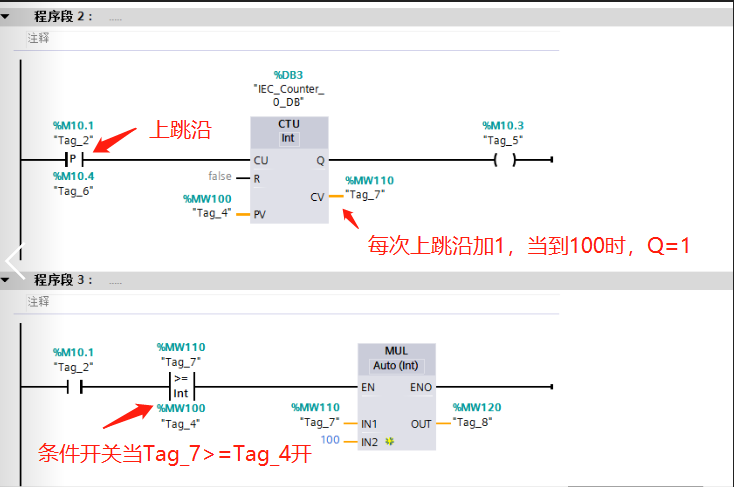 程序段 2： .....
注释
%DB3
"IEC_Counter_
0_DB"
CTU
Int
%M10.1
"Tag_2"
P
%M10.4
"Tag_6"
上跳沿
CU
Q
%M10.3
"Tag_5"
false
R
%MW100
"Tag_4"
PV
CV
%MW110
"Tag_7"
每次上跳沿加1，当到100时，Q=1
程序段 3： .....
注释
%M10.1
"Tag_2"
%MW110
"Tag_7"
>=
Int
%MW100
"Tag_4"
MUL
Auto (Int)
EN
ENO
%MW110
"Tag_7"
IN1
100
IN2
OUT
%MW120
"Tag_8"
条件开关当Tag_7>=Tag_4开